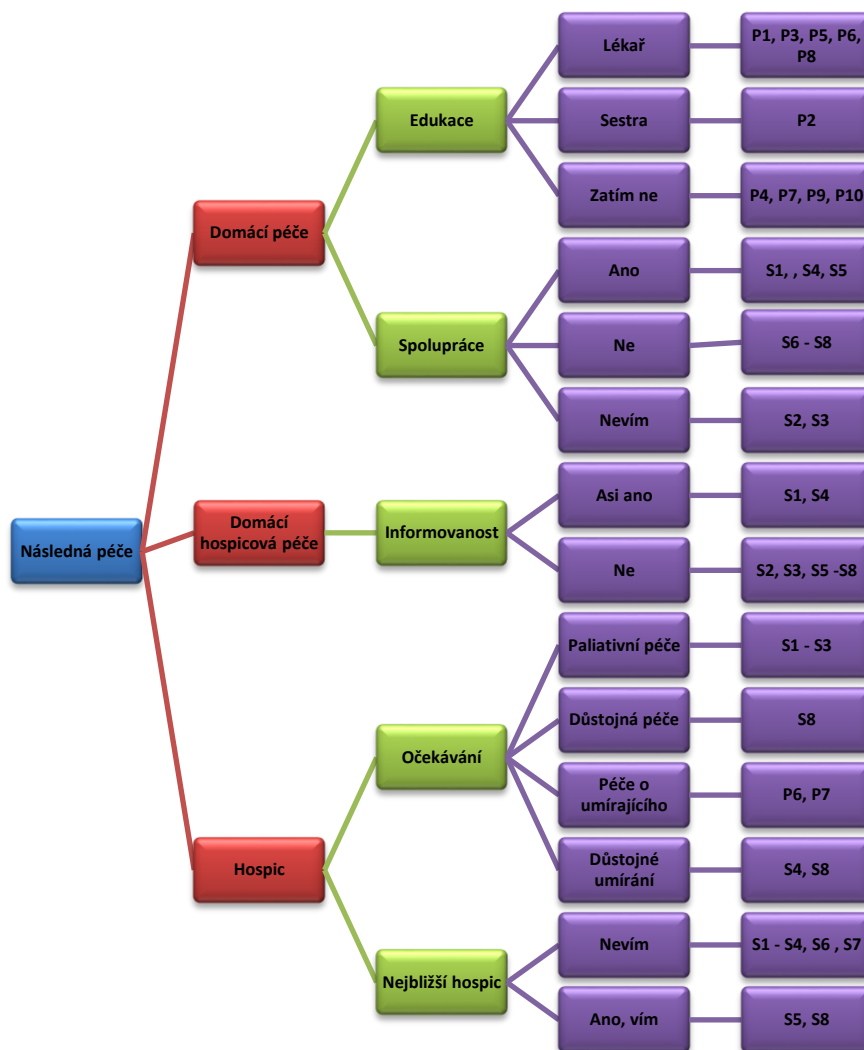 Lékař
P1, P3, P5, P6,
P8
Edukace
Sestra
P2
Zatím ne
P4, P7, P9, P10
Domácí péče
Ano
S1, , S4, S5
Spolupráce
Ne
S6 - S8
Nevím
S2, S3
Následná péče
Domácí
hospicová péče
Informovanost
Asi ano
S1, S4
Ne
S2, S3, S5 -S8
Paliativní péče
S1 - S3
Očekávání
Důstojná péče
S8
Péče o
umírajícího
P6, P7
Hospic
Důstojné
umírání
S4, S8
Nejbližší hospic
Nevím
S1 - S4, S6 , S7
Ano, vím
S5, S8